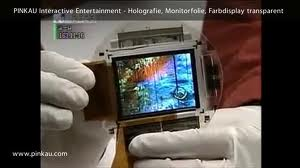 PINKAU Interactive Entertainment - Holografie, Monitorfolie, Farbdisplay transparent
www.pinkau.com